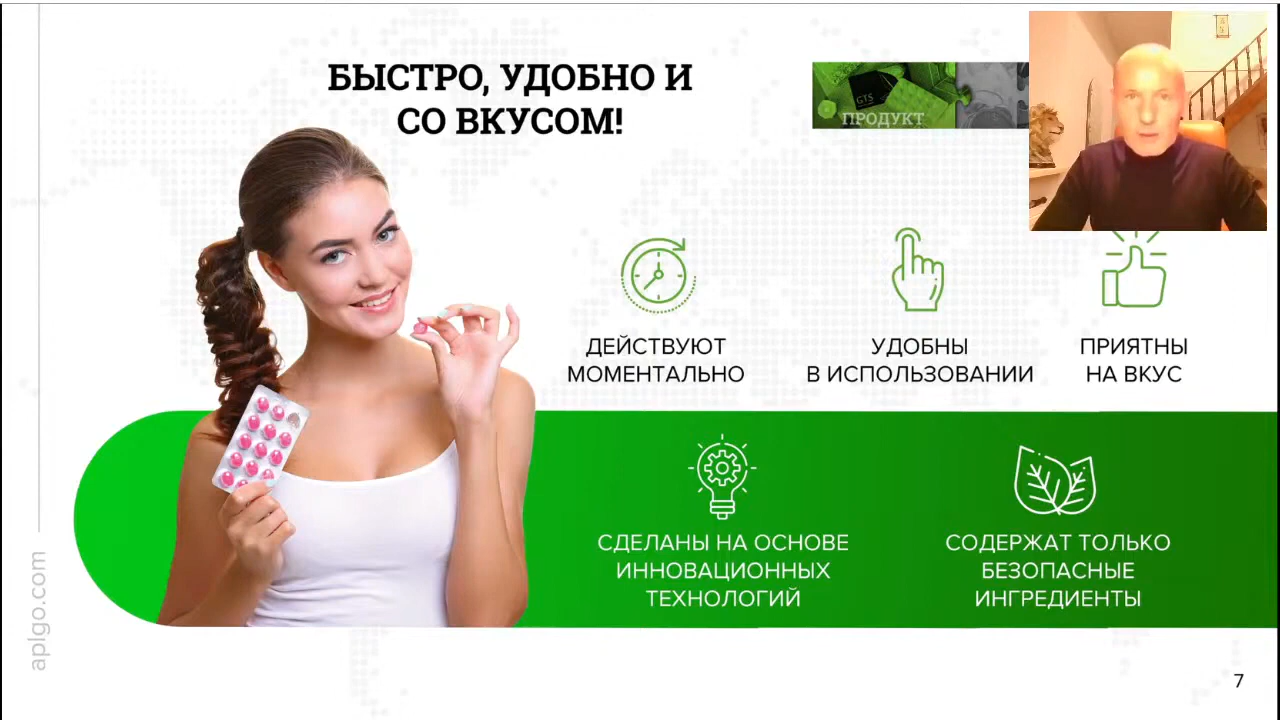 БЫСТРО, УДОБНО И
СО ВКУСОМ!
GTS
ПРОДУКТ
ДЕЙСТВУЮТ
МОМЕНТАЛЬНО
УДОБНЫ
В ИСПОЛЬЗОВАНИИ
ПРИЯТНЫ
НА ВКУС
СДЕЛАНЫ НА ОСНОВЕ
ИННОВАЦИОННЫХ
ТЕХНОЛОГИЙ
СОДЕРЖАТ ТОЛЬКО
БЕЗОПАСНЫЕ
ИНГРЕДИЕНТЫ
aplgo.com
7